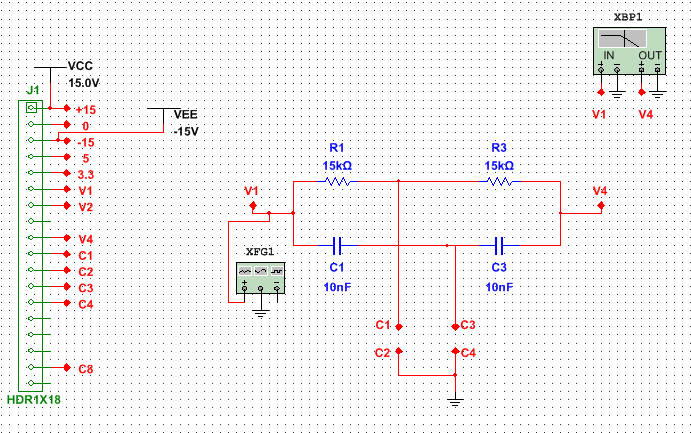 XBP1
IN OUT
V1 V4
VCC
15.0V
J1
VEE
-15V
+15
0
-15
5
3.3
V1
V2
V4
C1
C2
C3
C4
C8
HDR1X18
R1
15kΩ
R3
15kΩ
V1
V4
XFG1
C1
10nF
C3
10nF
C1
C3
C2
C4